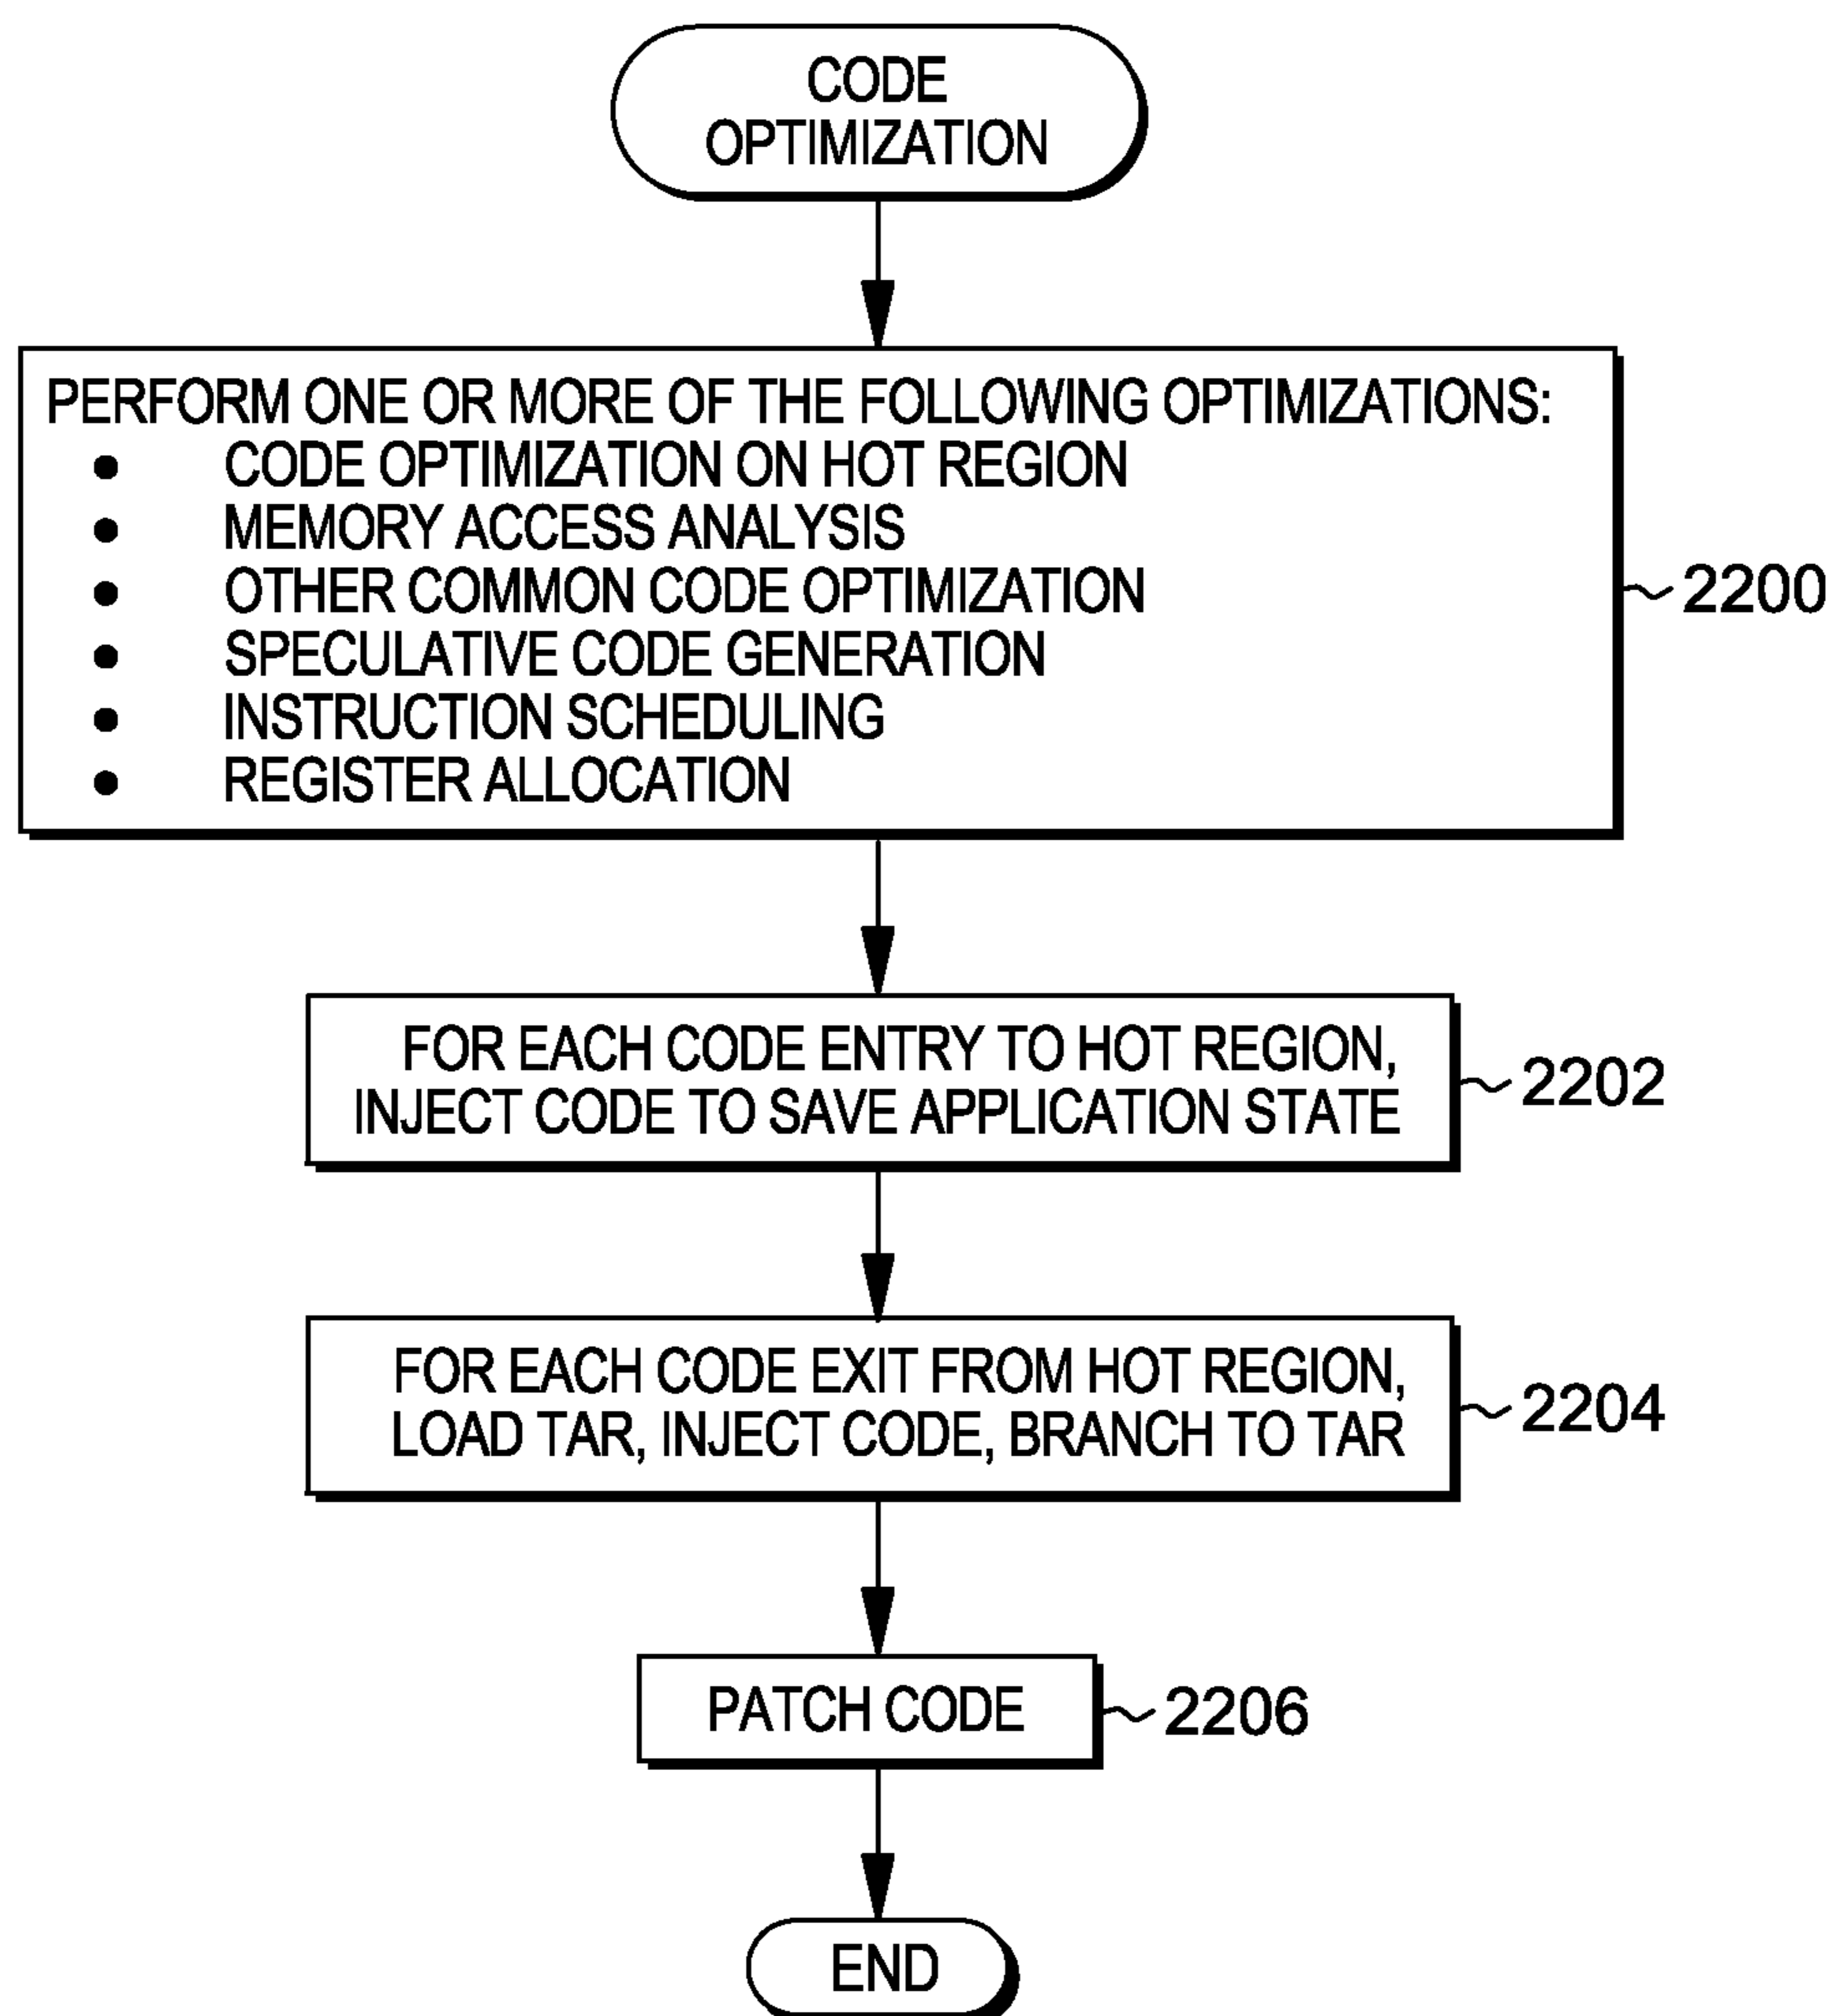 CODE
OPTIMIZATION
PERFORM ONE OR MORE OF THE FOLLOWING OPTIMIZATIONS:
• CODE OPTIMIZATION ON HOT REGION
• MEMORY ACCESS ANALYSIS
• OTHER COMMON CODE OPTIMIZATION
• SPECULATIVE CODE GENERATION
• INSTRUCTION SCHEDULING
• REGISTER ALLOCATION
2200
FOR EACH CODE ENTRY TO HOT REGION,
INJECT CODE TO SAVE APPLICATION STATE
2202
FOR EACH CODE EXIT FROM HOT REGION,
LOAD TAR, INJECT CODE, BRANCH TO TAR
2204
PATCH CODE
2206
END